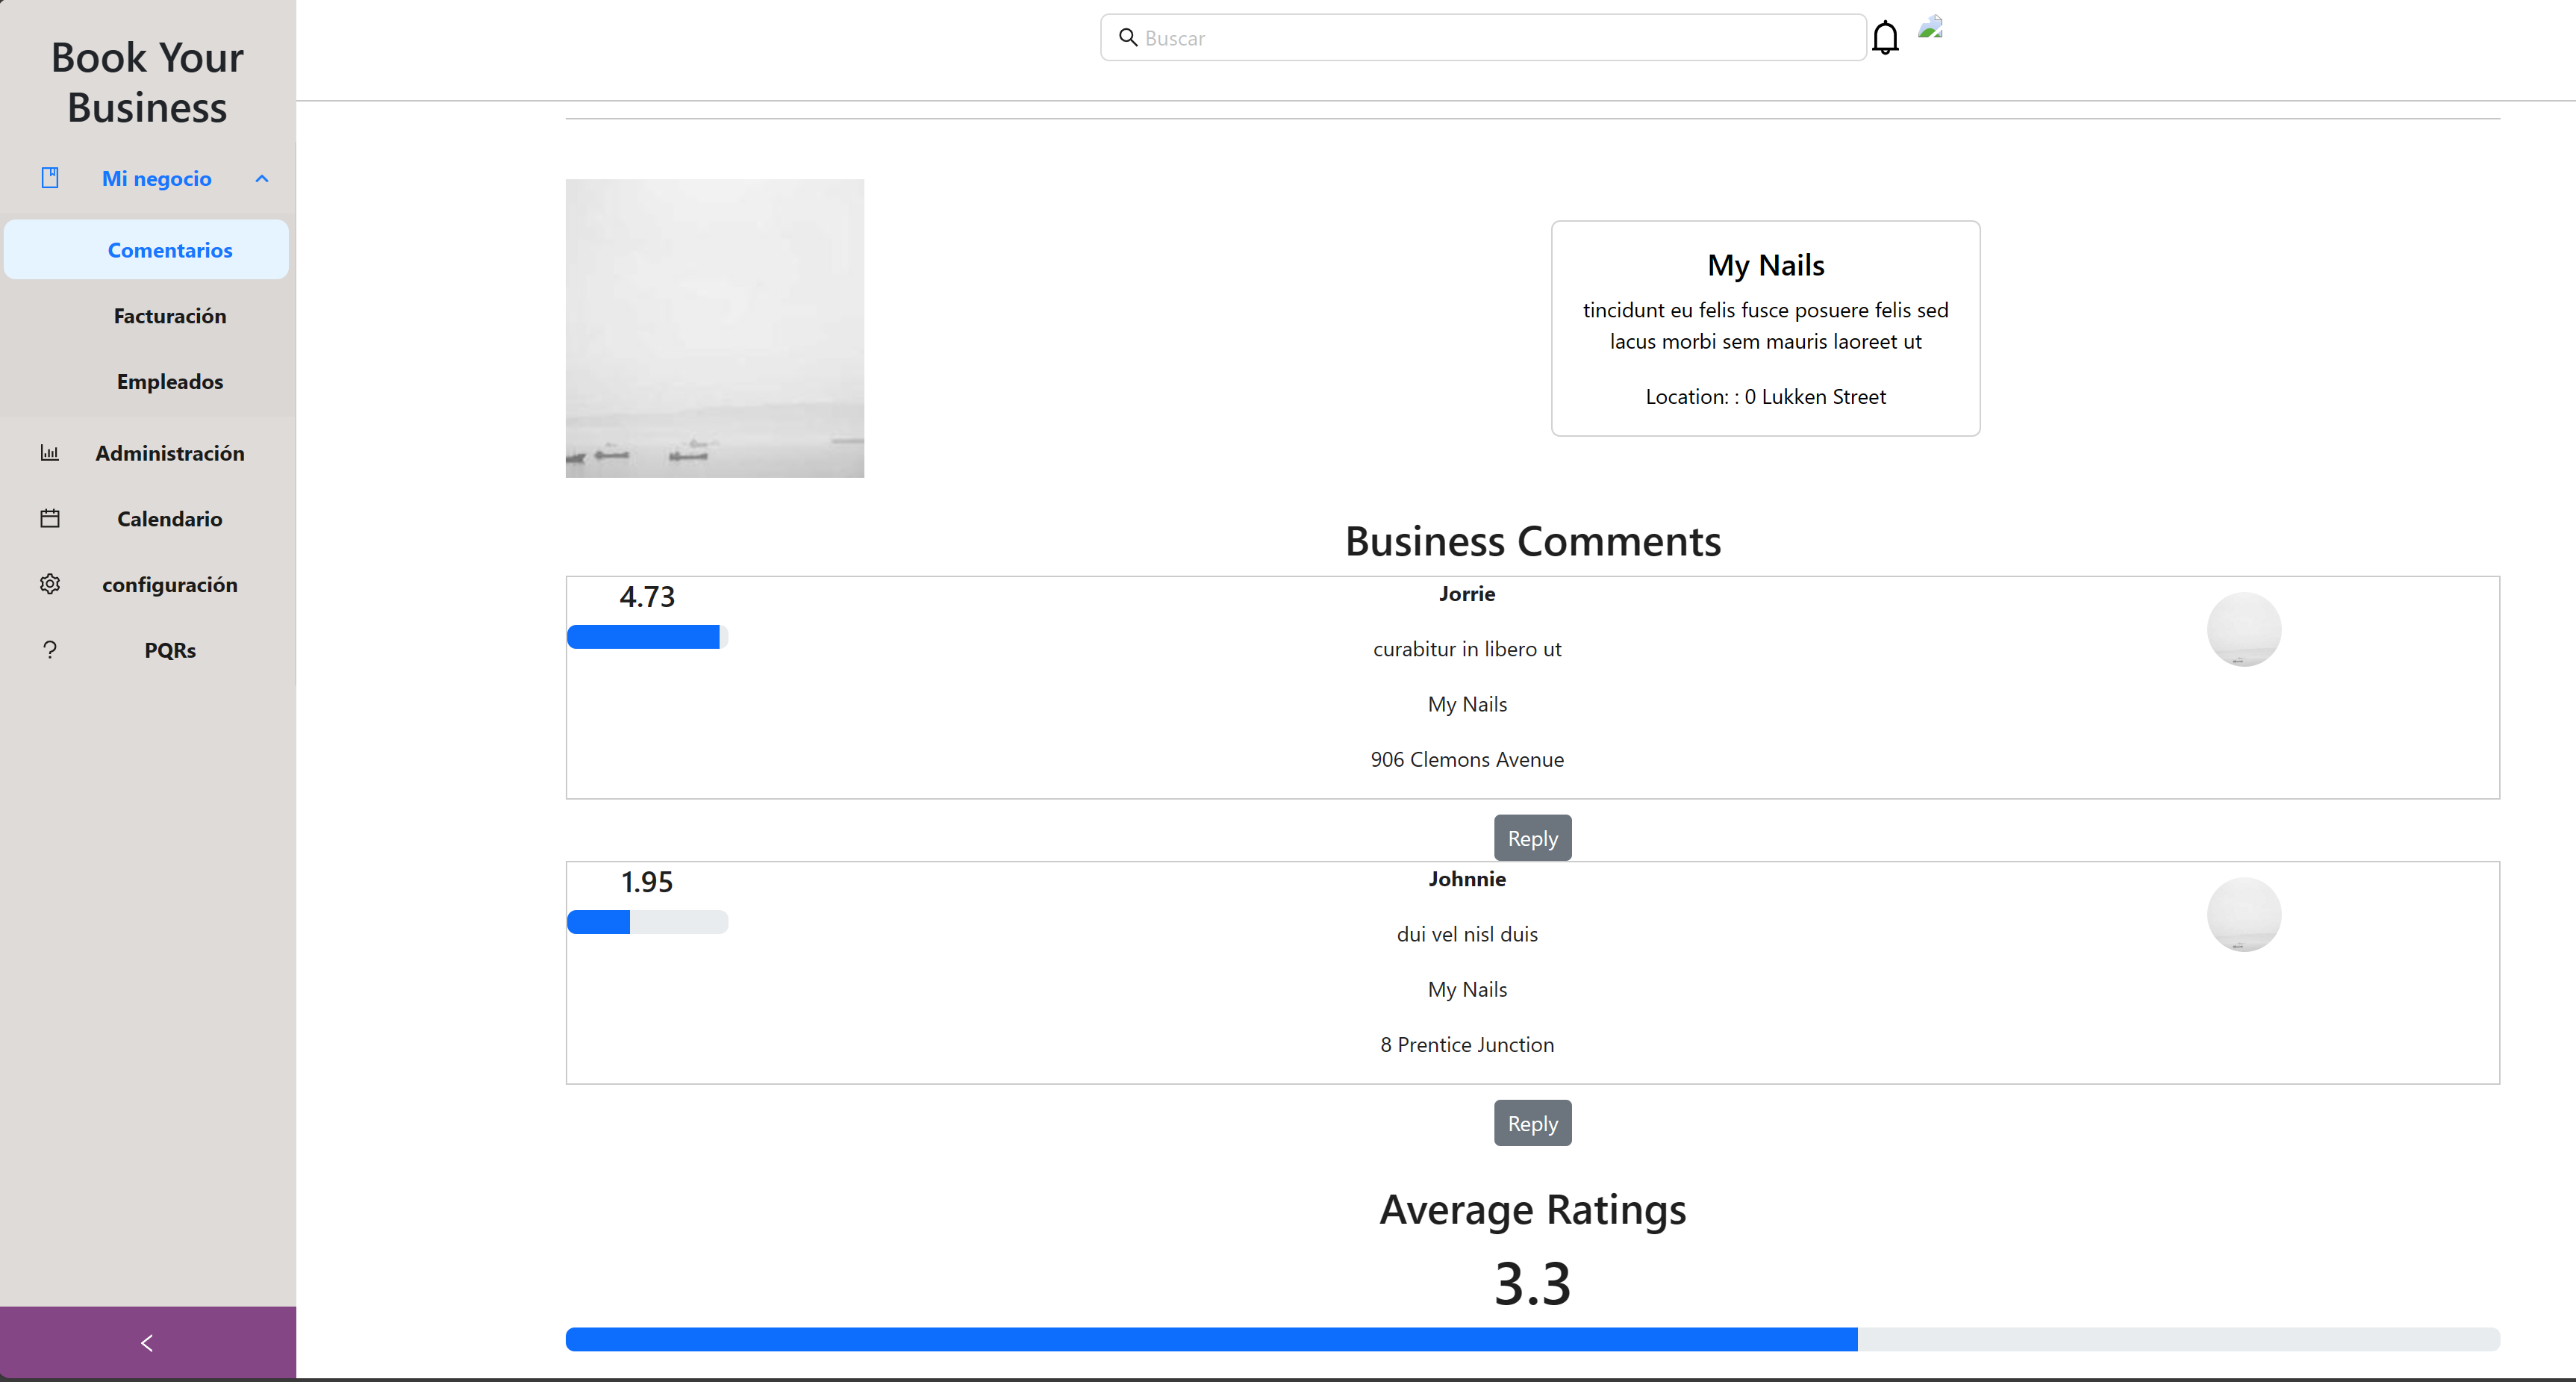 Book Your
Business
Mi negocio
Comentarios
Facturación
Empleados
Administración
Calendario
configuración
PQRs
Buscar
My Nails
tincidunt eu felis fusce posuere felis sed
lacus morbi sem mauris laoreet ut
Location: : 0 Lukken Street
Business Comments
4.73
Jorrie
curabitur in libero ut
My Nails
906 Clemons Avenue
Reply
1.95
Johnnie
dui vel nisl duis
My Nails
8 Prentice Junction
Reply
Average Ratings
3.3